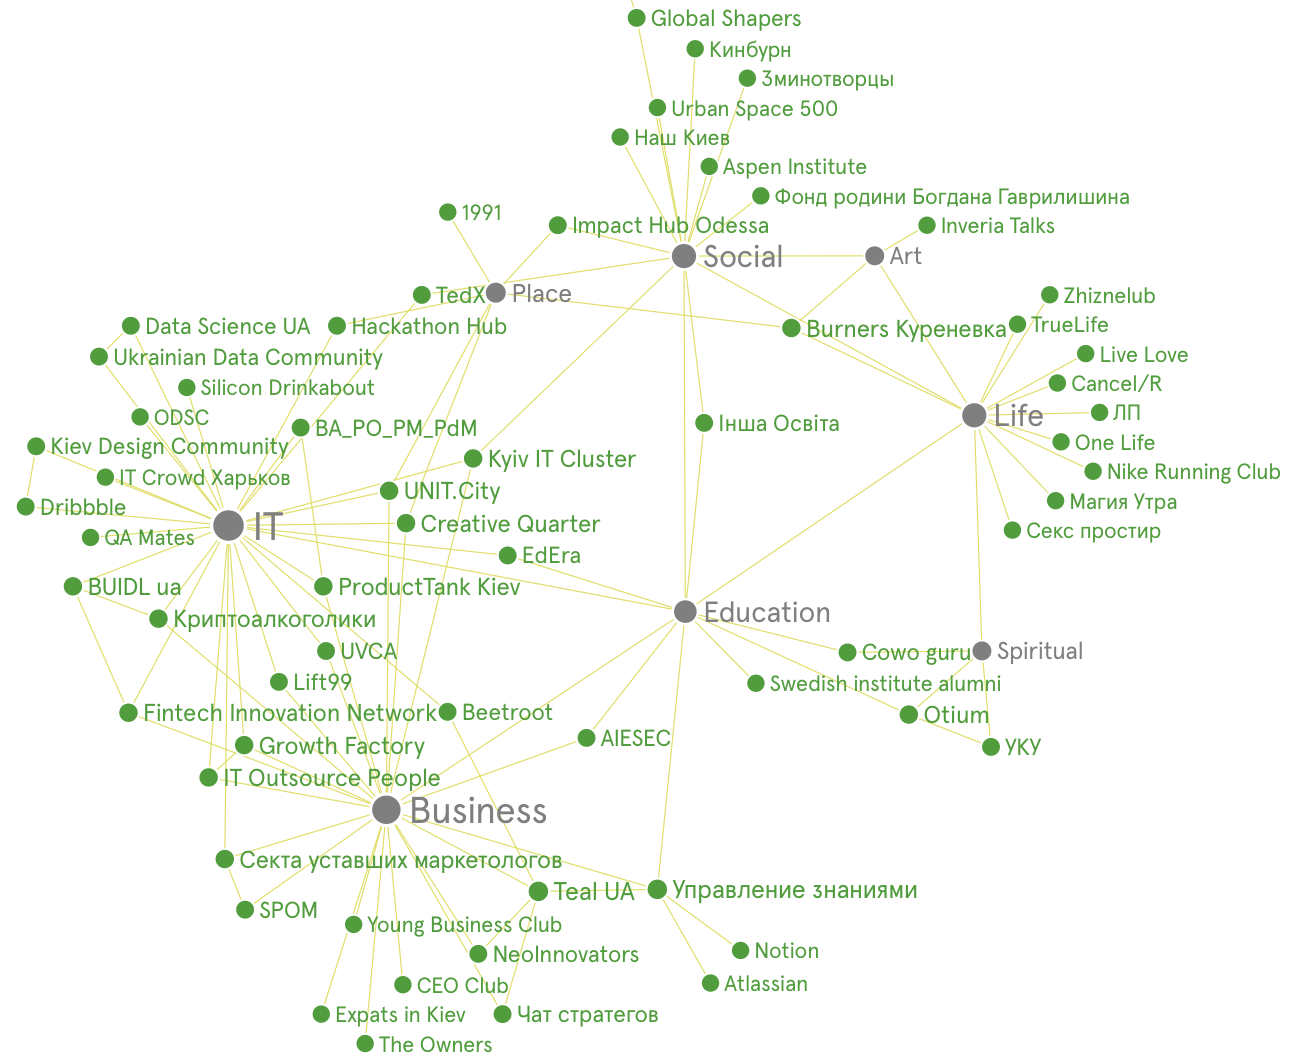 Global Shapers
Кинбурн
Зминотворцы
Urban Space 500
Наш Киев
Aspen Institute
Фонд родини Богдана Гаврилишина
1991
Impact Hub Odessa
Inveria Talks
Social
Art
TedX
Place
Zhiznelub
Data Science UA
Hackathon Hub
Burners Куреневка
TrueLife
Ukrainian Data Community
Live Love
Silicon Drinkabout
Cancel/R
ODSC
BA_PO_PM_PdM
Інша Освіта
Life
ЛП
Kiev Design Community
Kyiv IT Cluster
One Life
IT Crowd Харьков
UNIT.City
Nike Running Club
Dribbble
IT
Creative Quarter
Магия Утра
QA Mates
EdEra
Секс простир
BUIDL ua
ProductTank Kiev
Криптоалкоголики
Education
UVCA
Cowo guru
Spiritual
Lift99
Swedish institute alumni
Fintech Innovation Network
Beetroot
Otium
Growth Factory
AIESEC
УКУ
IT Outsource People
Business
Секта уставших маркетологов
Teal UA
Управление знаниями
SPOM
Young Business Club
NeoInnovators
Notion
CEO Club
Atlassian
Expats in Kiev
Чат стратегов
The Owners